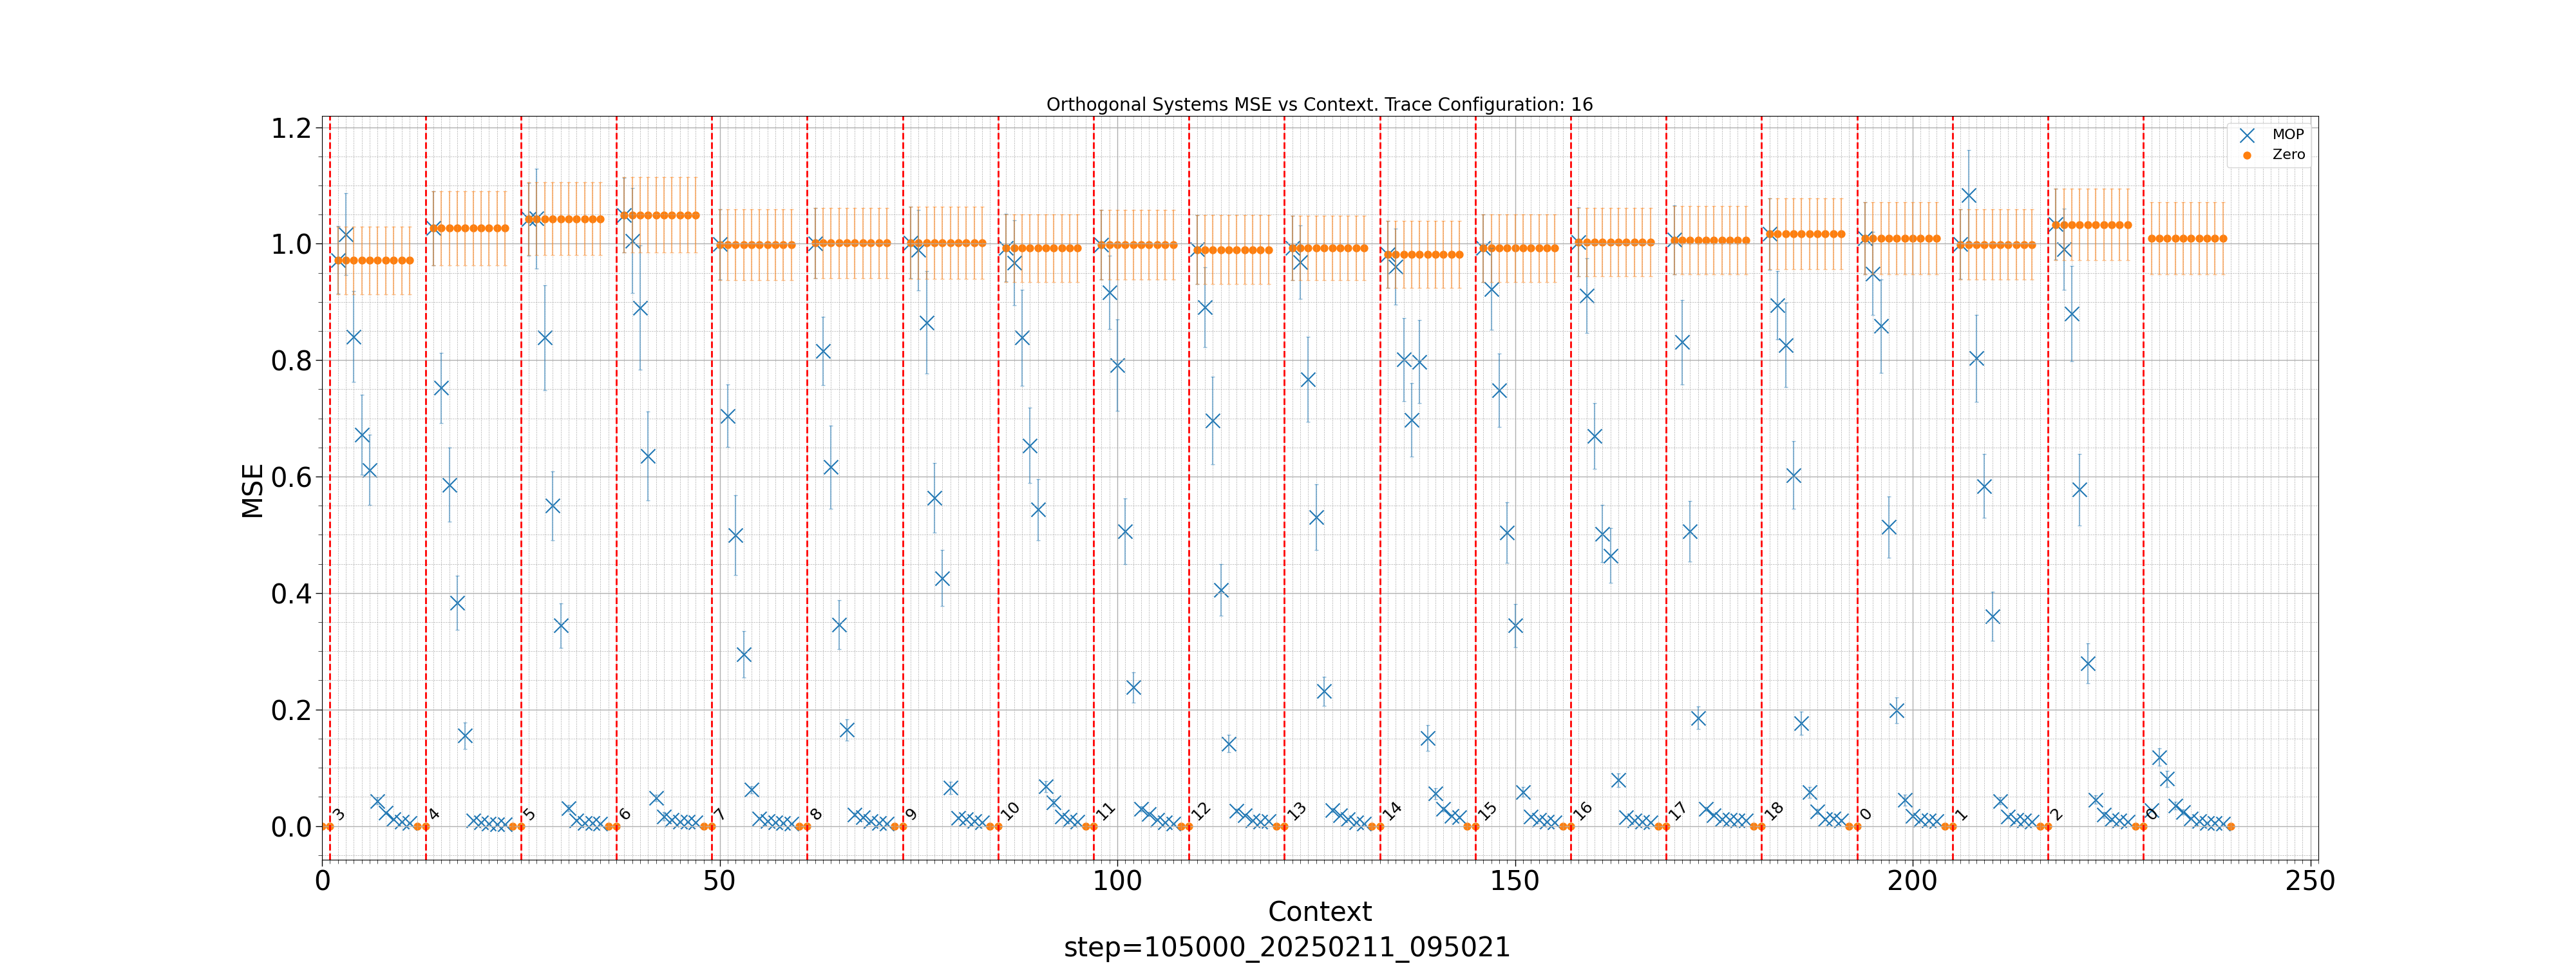 Orthogonal Systems MSE vs Context. Trace Configuration: 16
MOP
Zero
MSE
1.2
1.0
0.8
0.6
0.4
0.2
0.0
3 4 5 6 7 8 9 10 11 12 13 14 15 16 17 18 0 1 2 0
0 50 100 150 200 250
Context
step=105000_20250211_095021